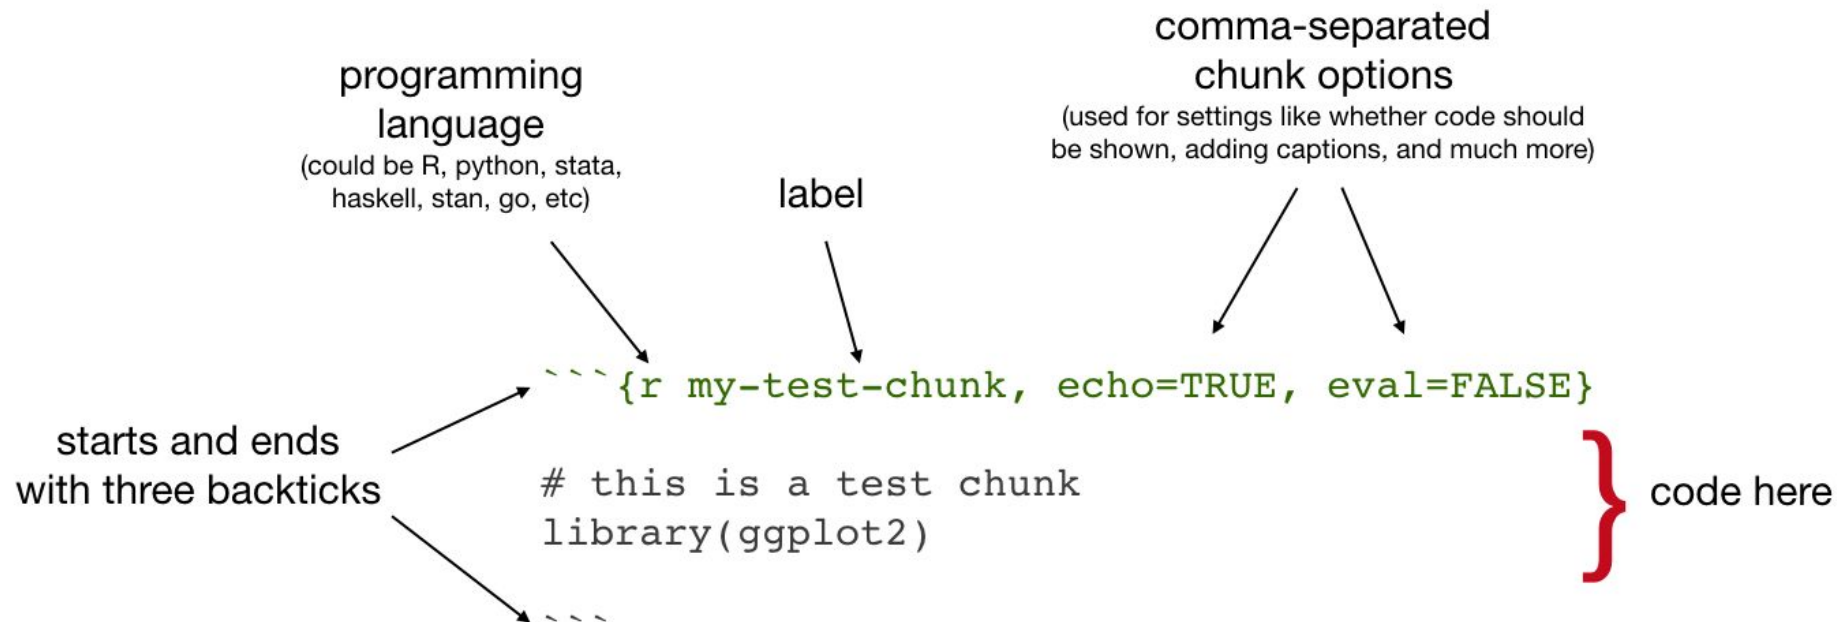 comma-separated
chunk options
(used for settings like whether code should
be shown, adding captions, and much more)
programming
language
(could be R, python, stata,
haskell, stan, go, etc)
label
```{r my-test-chunk, echo=TRUE, eval=FALSE}
starts and ends
with three backticks
# this is a test chunk
library(ggplot2)
} code here
```